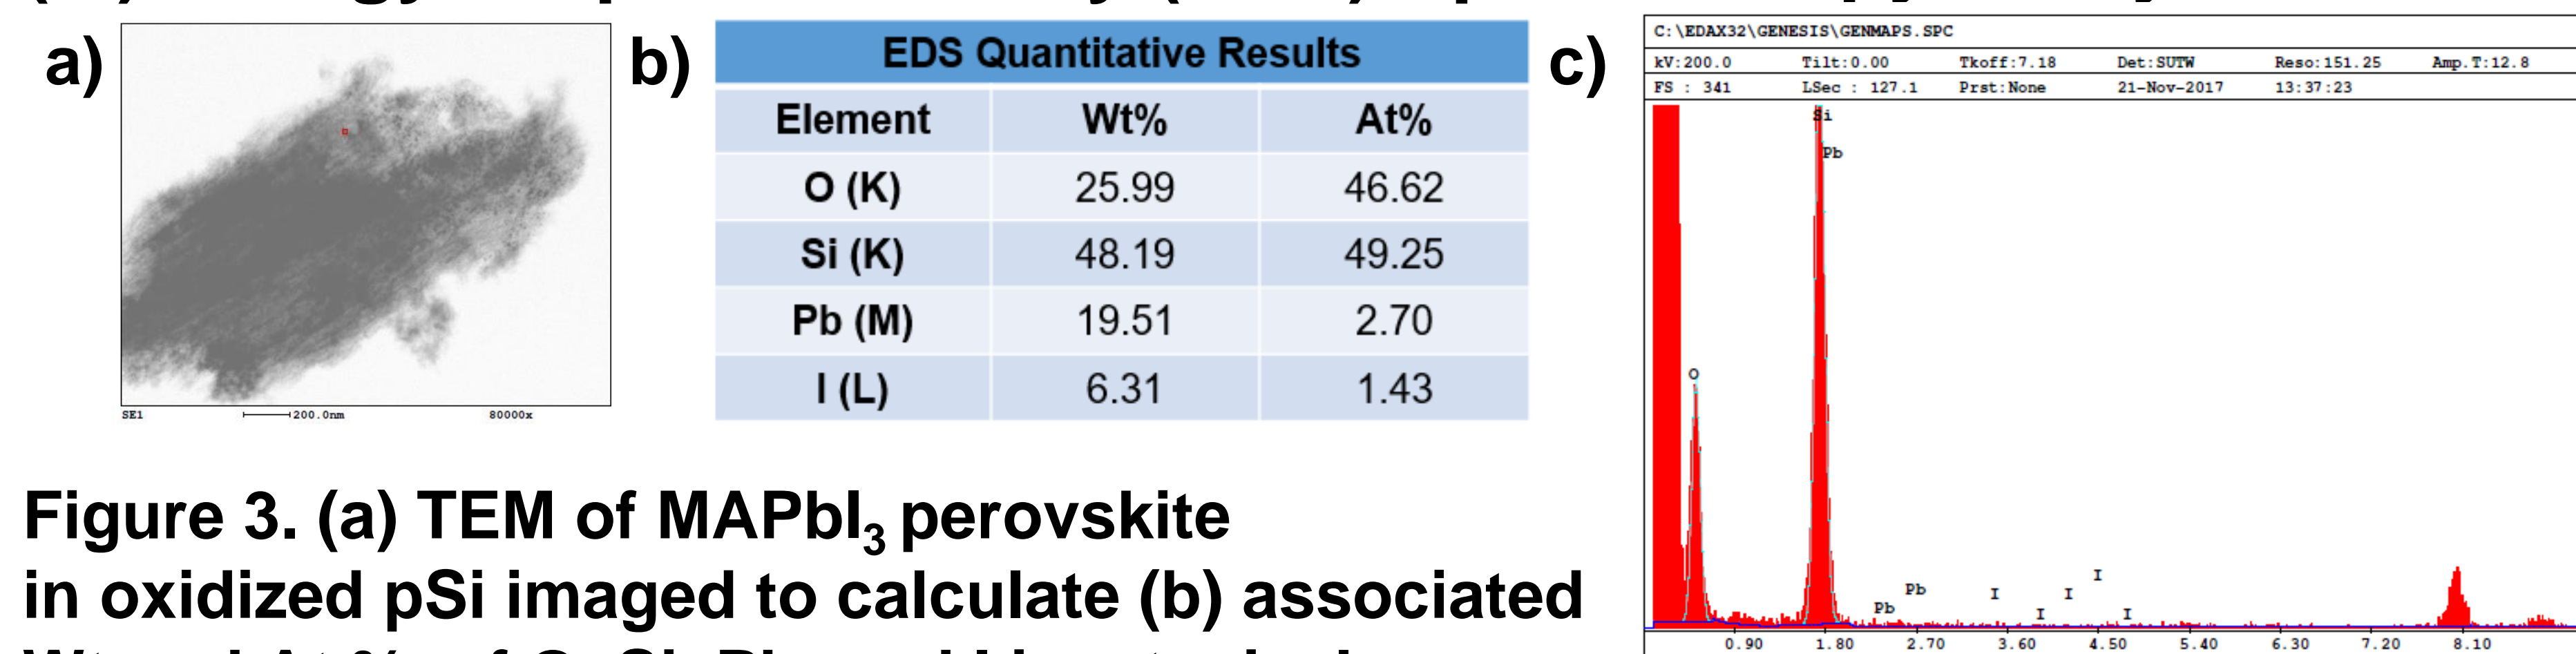 a)
SE1 200.0nm 80000x
b)
EDS Quantitative Results
Element Wt% At%
O (K) 25.99 46.62
Si (K) 48.19 49.25
Pb (M) 19.51 2.70
I (L) 6.31 1.43
c)
C:\EDAX32\GENESIS\GENMAPS.SPC
kV:200.0 Tilt:0.00 Tkoff:7.18 Det:SUTW Reso:151.25 Amp.T:12.8
FS : 341 LSec : 127.1 Prst:None 21-Nov-2017 13:37:23
Si
Pb
O
Pb
Pb
I
I
I
I
I
0.90 1.80 2.70 3.60 4.50 5.40 6.30 7.20 8.10
Figure 3. (a) TEM of MAPbI₃ perovskite
in oxidized pSi imaged to calculate (b) associated